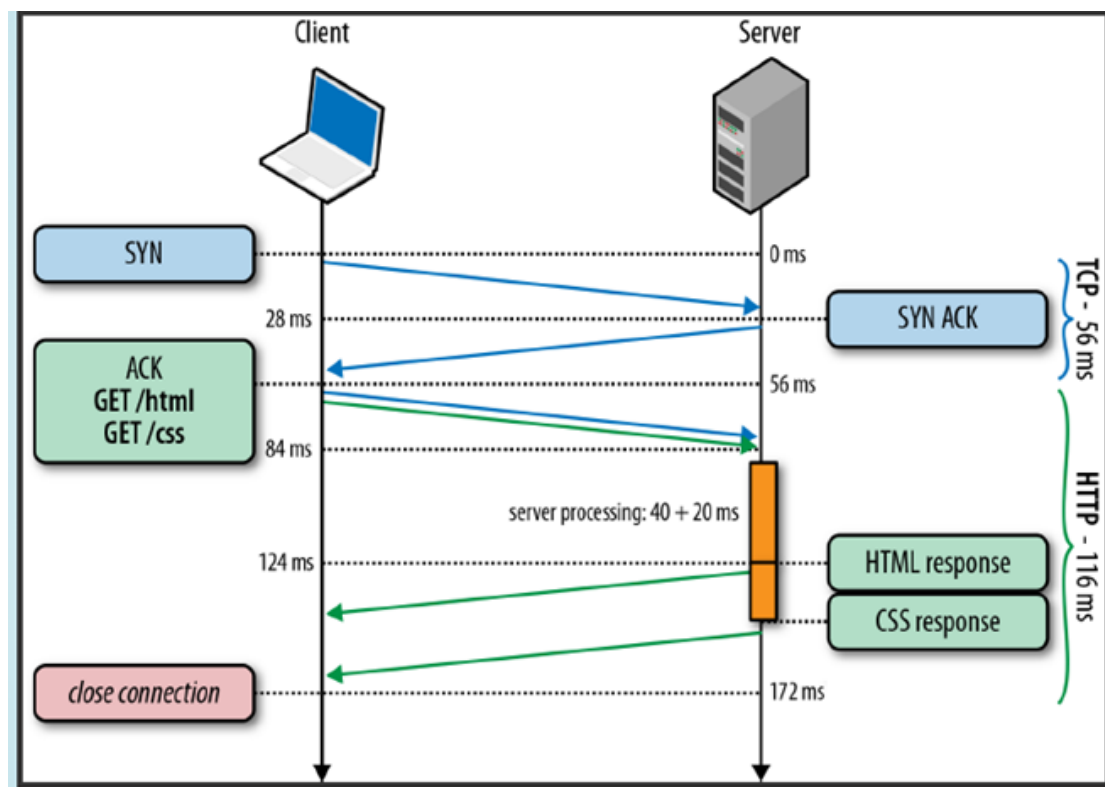 Client
Server
SYN
0 ms
28 ms
SYN ACK
TCP - 56 ms
ACK
GET /html
GET /css
56 ms
84 ms
server processing: 40 + 20 ms
HTTP - 116 ms
124 ms
HTML response
CSS response
close connection
172 ms